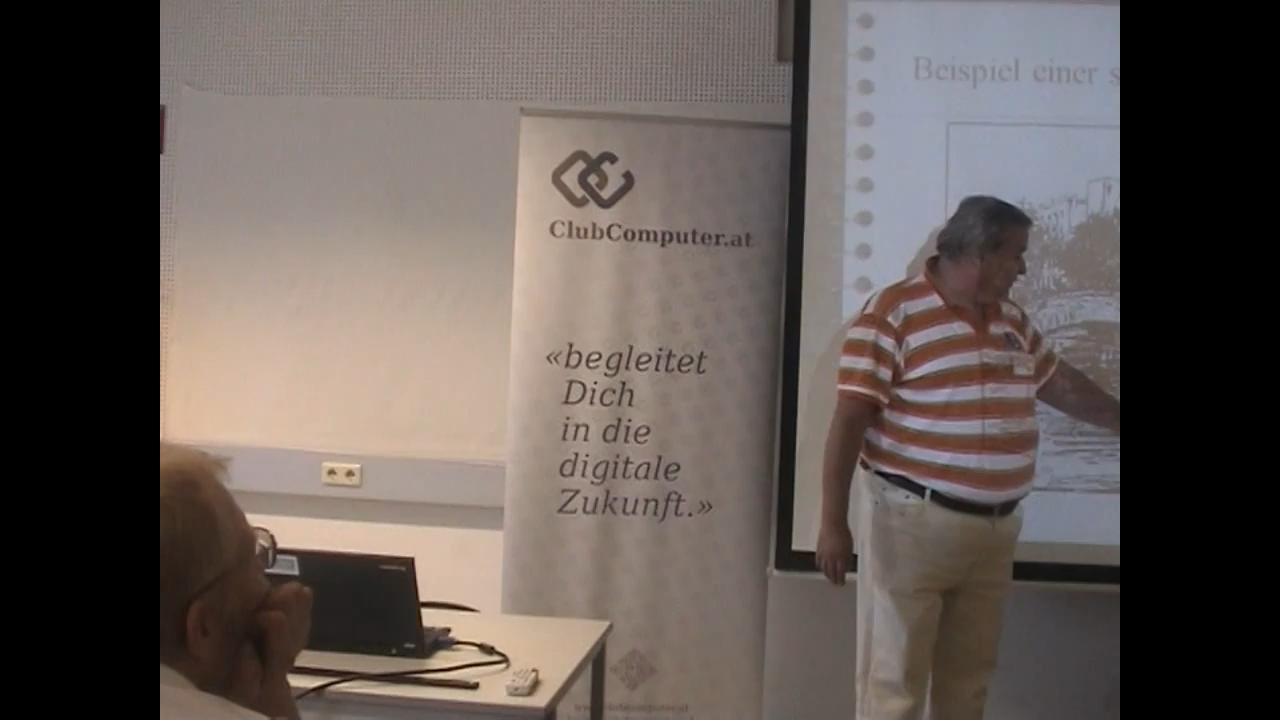 Beispiel einer s
ClubComputer.at
«begleitet
Dich
in die
digitale
Zukunft.»